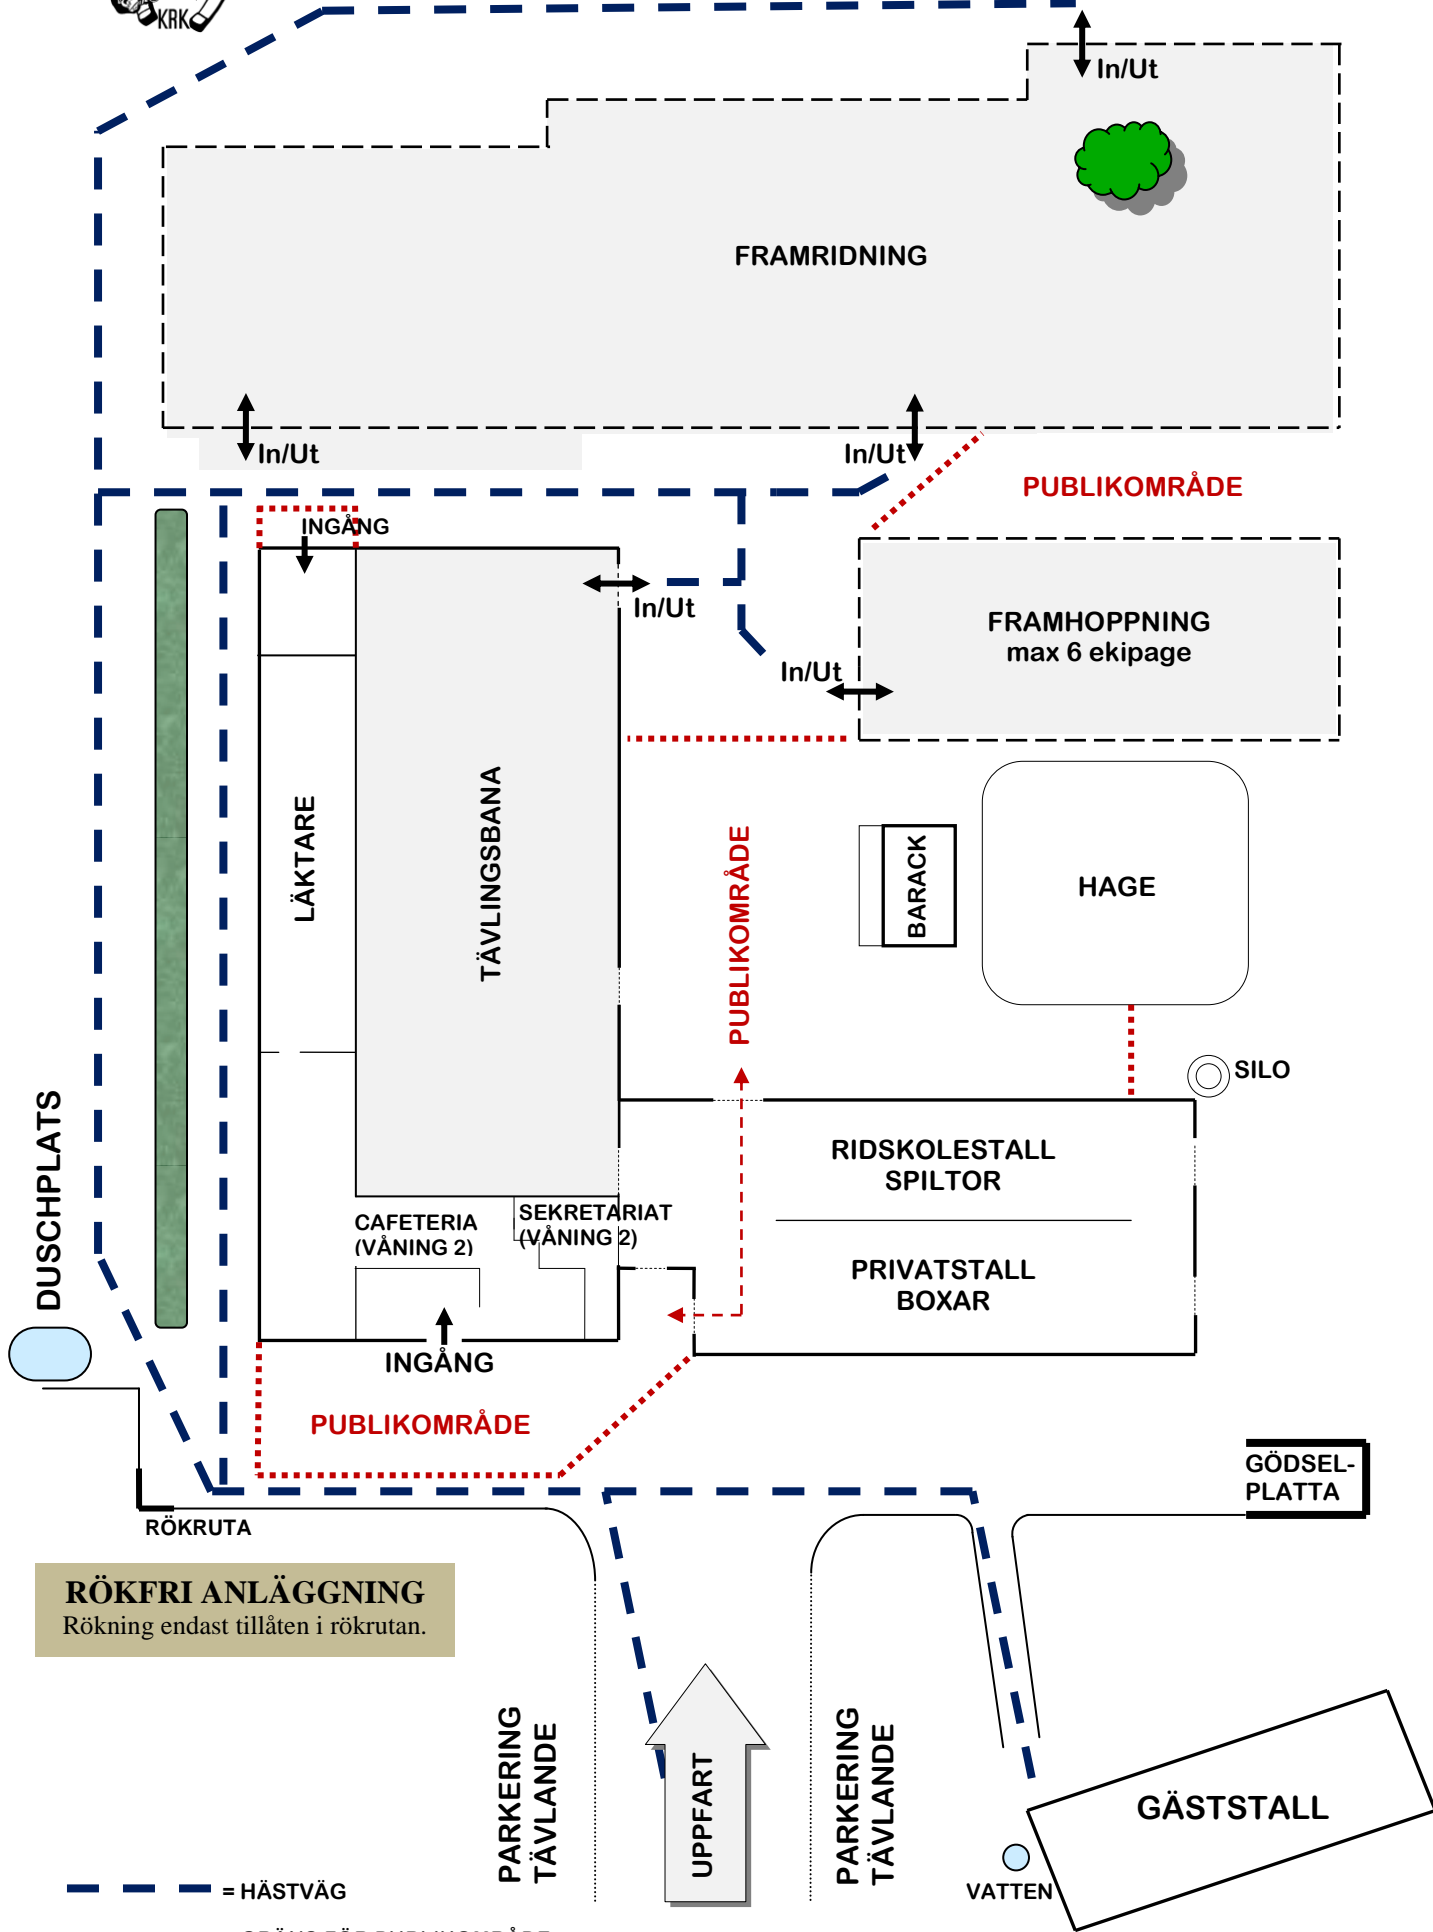 KRK
In/Ut
FRAMRIDNING
In/Ut
In/Ut
PUBLIKOMRÅDE
INGÅNG
In/Ut
FRAMHOPPNING
max 6 ekipage
In/Ut
LÄKTARE
TÄVLINGSBANA
PUBLIKOMRÅDE
BARACK
HAGE
SILO
DUSCHPLATS
RIDSKOLESTALL
SPILTOR
CAFETERIA
(VÅNING 2)
SEKRETARIAT
(VÅNING 2)
PRIVATSTALL
BOXAR
INGÅNG
PUBLIKOMRÅDE
GÖDSEL-
PLATTA
RÖKRUTA
RÖKFRI ANLÄGGNING
Rökning endast tillåten i rökrutan.
PARKERING
TÄVLANDE
UPPFART
PARKERING
TÄVLANDE
GÄSTSTALL
VATTEN
= HÄSTVÄG